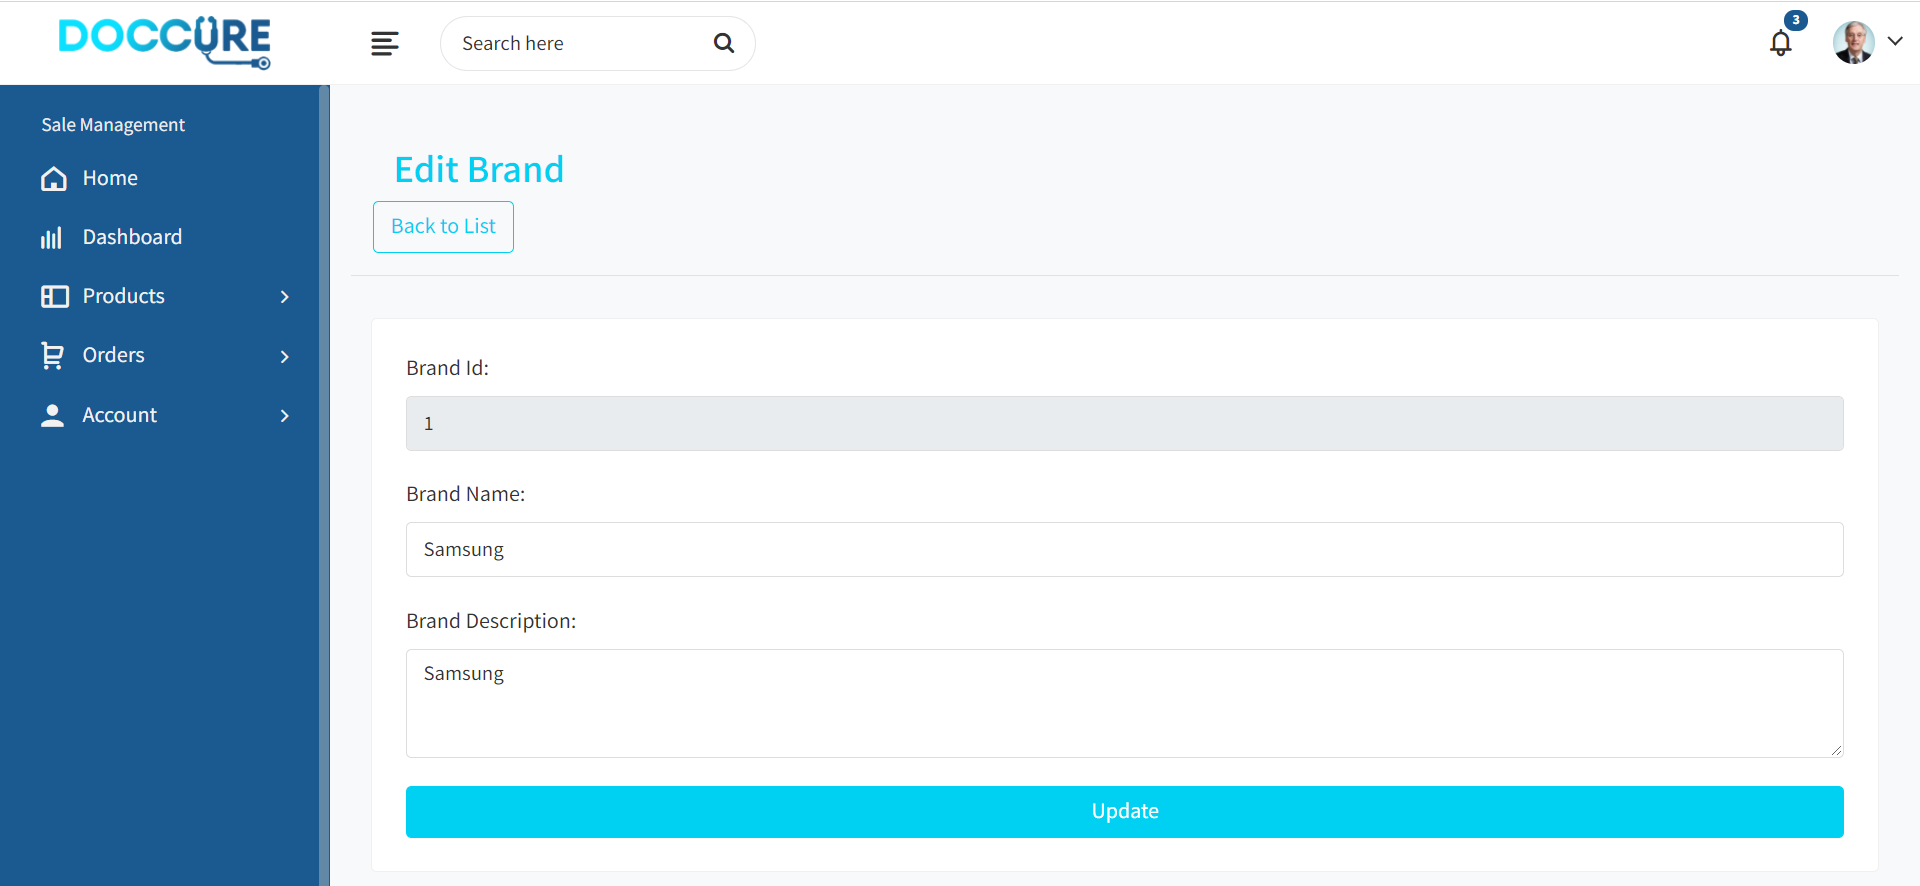 DOCCURE
Search here
3
Sale Management
Home
Dashboard
Products
Orders
Account
Edit Brand
Back to List
Brand Id:
1
Brand Name:
Samsung
Brand Description:
Samsung
Update